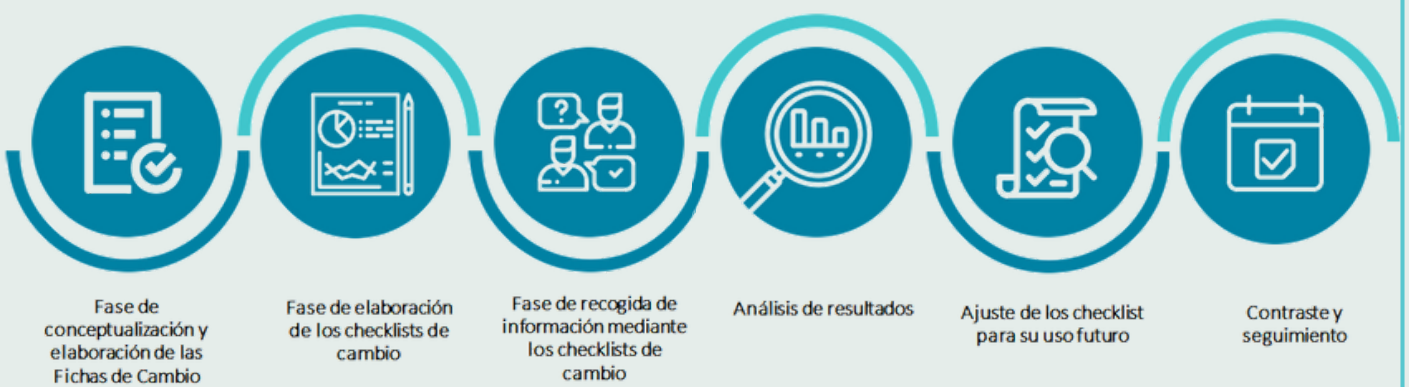 Fase de
conceptualización y
elaboración de las
Fichas de Cambio
Fase de elaboración
de los checklists de
cambio
Fase de recogida de
información mediante
los checklists de
cambio
Análisis de resultados
Ajuste de los checklist
para su uso futuro
Contraste y
seguimiento